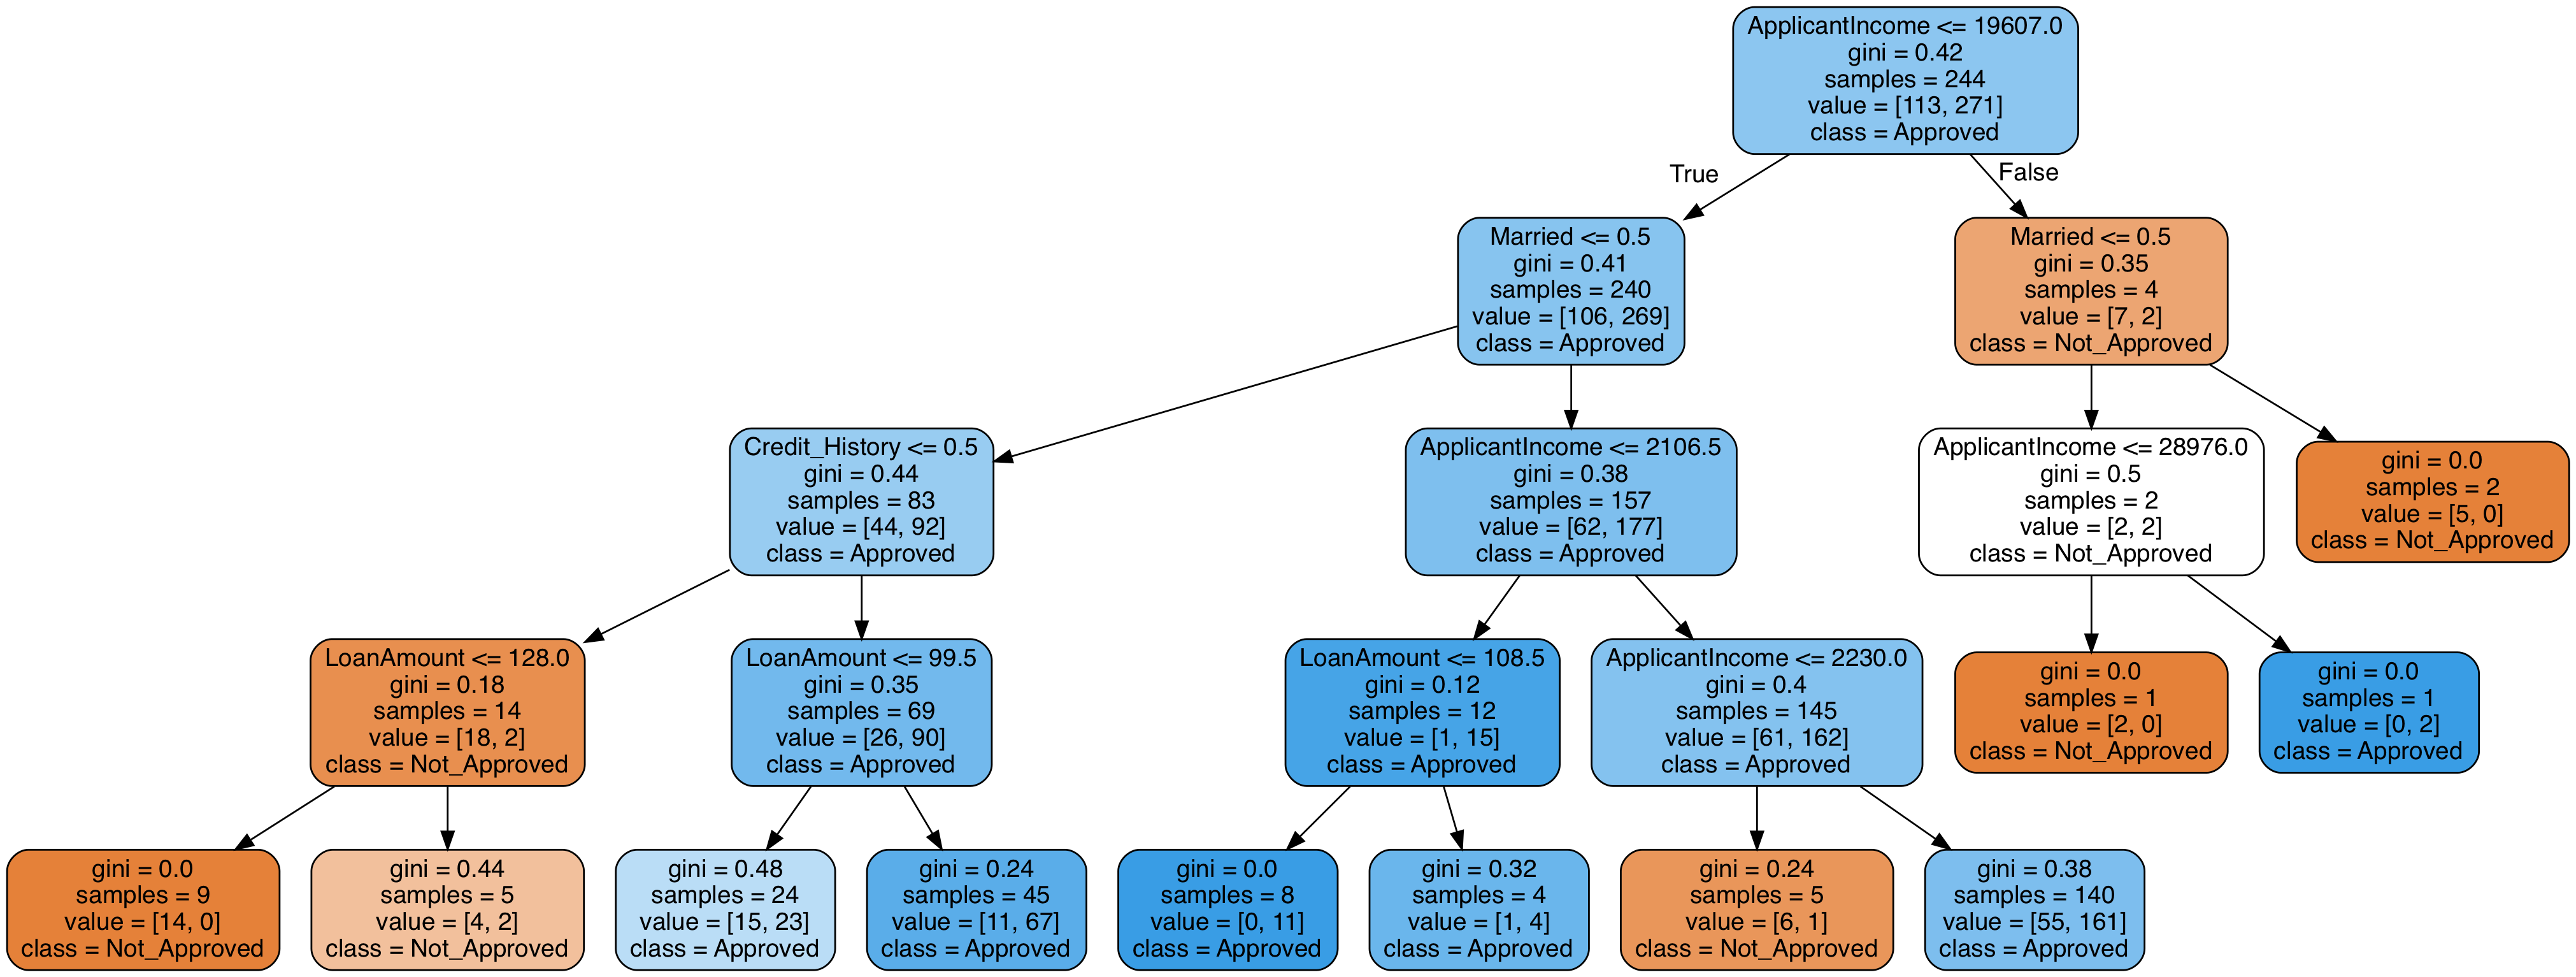 ApplicantIncome <= 19607.0
gini = 0.42
samples = 244
value = [113, 271]
class = Approved
True
False
Married <= 0.5
gini = 0.41
samples = 240
value = [106, 269]
class = Approved
Married <= 0.5
gini = 0.35
samples = 4
value = [7, 2]
class = Not_Approved
Credit_History <= 0.5
gini = 0.44
samples = 83
value = [44, 92]
class = Approved
ApplicantIncome <= 2106.5
gini = 0.38
samples = 157
value = [62, 177]
class = Approved
ApplicantIncome <= 28976.0
gini = 0.5
samples = 2
value = [2, 2]
class = Not_Approved
gini = 0.0
samples = 2
value = [5, 0]
class = Not_Approved
LoanAmount <= 128.0
gini = 0.18
samples = 14
value = [18, 2]
class = Not_Approved
LoanAmount <= 99.5
gini = 0.35
samples = 69
value = [26, 90]
class = Approved
LoanAmount <= 108.5
gini = 0.12
samples = 12
value = [1, 15]
class = Approved
ApplicantIncome <= 2230.0
gini = 0.4
samples = 145
value = [61, 162]
class = Approved
gini = 0.0
samples = 1
value = [2, 0]
class = Not_Approved
gini = 0.0
samples = 1
value = [0, 2]
class = Approved
gini = 0.0
samples = 9
value = [14, 0]
class = Not_Approved
gini = 0.44
samples = 5
value = [4, 2]
class = Not_Approved
gini = 0.48
samples = 24
value = [15, 23]
class = Approved
gini = 0.24
samples = 45
value = [11, 67]
class = Approved
gini = 0.0
samples = 8
value = [0, 11]
class = Approved
gini = 0.32
samples = 4
value = [1, 4]
class = Approved
gini = 0.24
samples = 5
value = [6, 1]
class = Not_Approved
gini = 0.38
samples = 140
value = [55, 161]
class = Approved